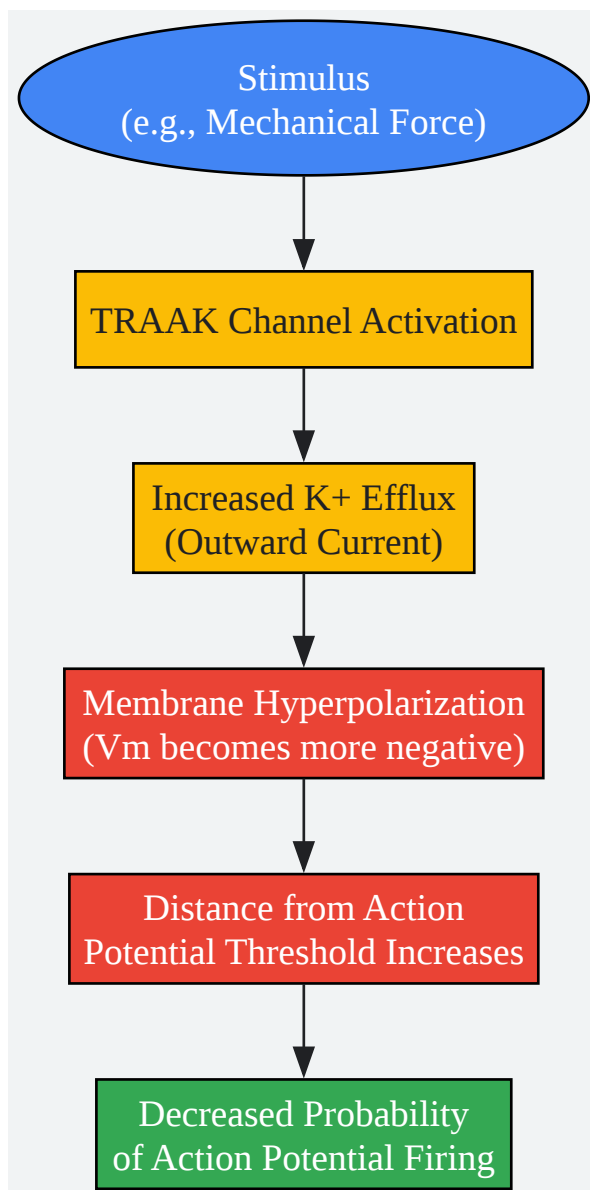 Stimulus
(e.g., Mechanical Force)
TRAAK Channel Activation
Increased K+ Efflux
(Outward Current)
Membrane Hyperpolarization
(Vm becomes more negative)
Distance from Action
Potential Threshold Increases
Decreased Probability
of Action Potential Firing